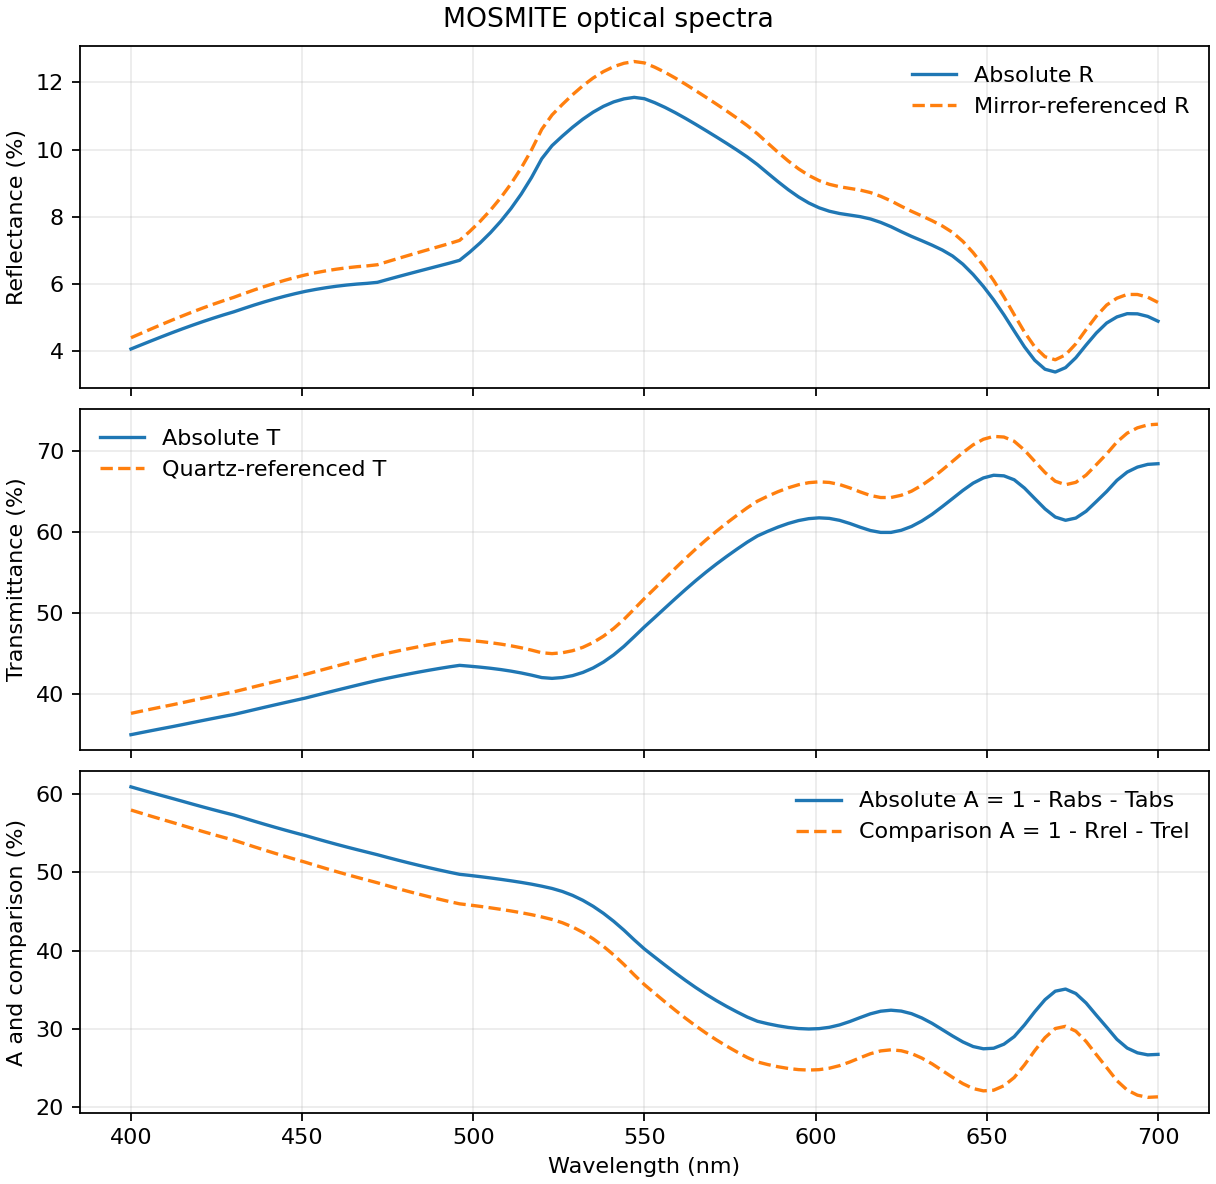 MOSMITE optical spectra
Reflectance (%)
12
10
8
6
4
Absolute R
Mirror-referenced R
Transmittance (%)
70
60
50
40
Absolute T
Quartz-referenced T
A and comparison (%)
60
50
40
30
20
Absolute A = 1 - Rabs - Tabs
Comparison A = 1 - Rrel - Trel
400 450 500 550 600 650 700
Wavelength (nm)